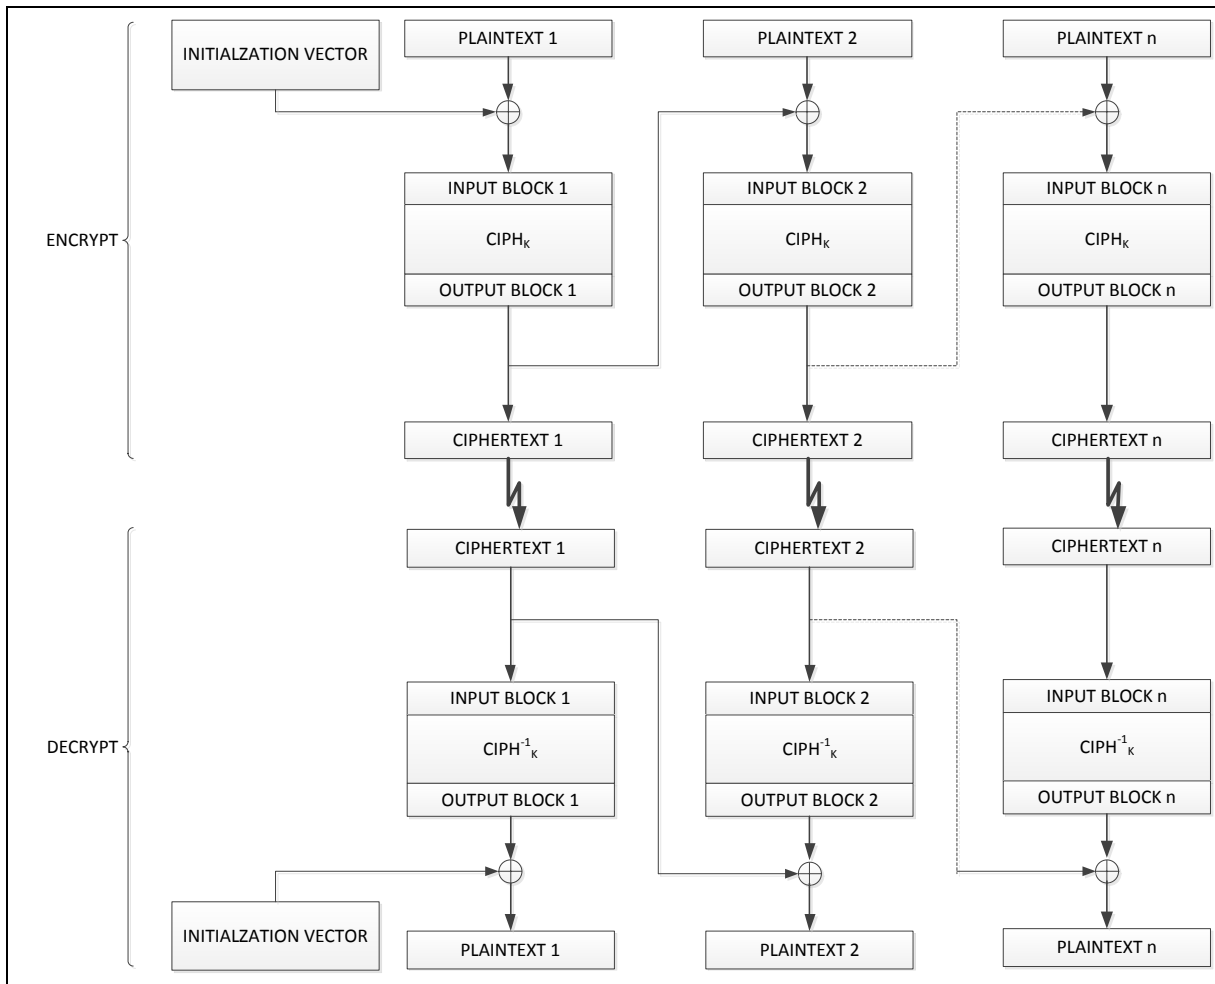 PLAINTEXT 1
PLAINTEXT 2
PLAINTEXT n
INITIALZATION VECTOR
INPUT BLOCK 1
INPUT BLOCK 2
INPUT BLOCK n
ENCRYPT
CIPHK
CIPHK
CIPHK
OUTPUT BLOCK 1
OUTPUT BLOCK 2
OUTPUT BLOCK n
CIPHERTEXT 1
CIPHERTEXT 2
CIPHERTEXT n
CIPHERTEXT 1
CIPHERTEXT 2
CIPHERTEXT n
INPUT BLOCK 1
INPUT BLOCK 2
INPUT BLOCK n
DECRYPT
CIPH-1K
CIPH-1K
CIPH-1K
OUTPUT BLOCK 1
OUTPUT BLOCK 2
OUTPUT BLOCK n
INITIALZATION VECTOR
PLAINTEXT 1
PLAINTEXT 2
PLAINTEXT n